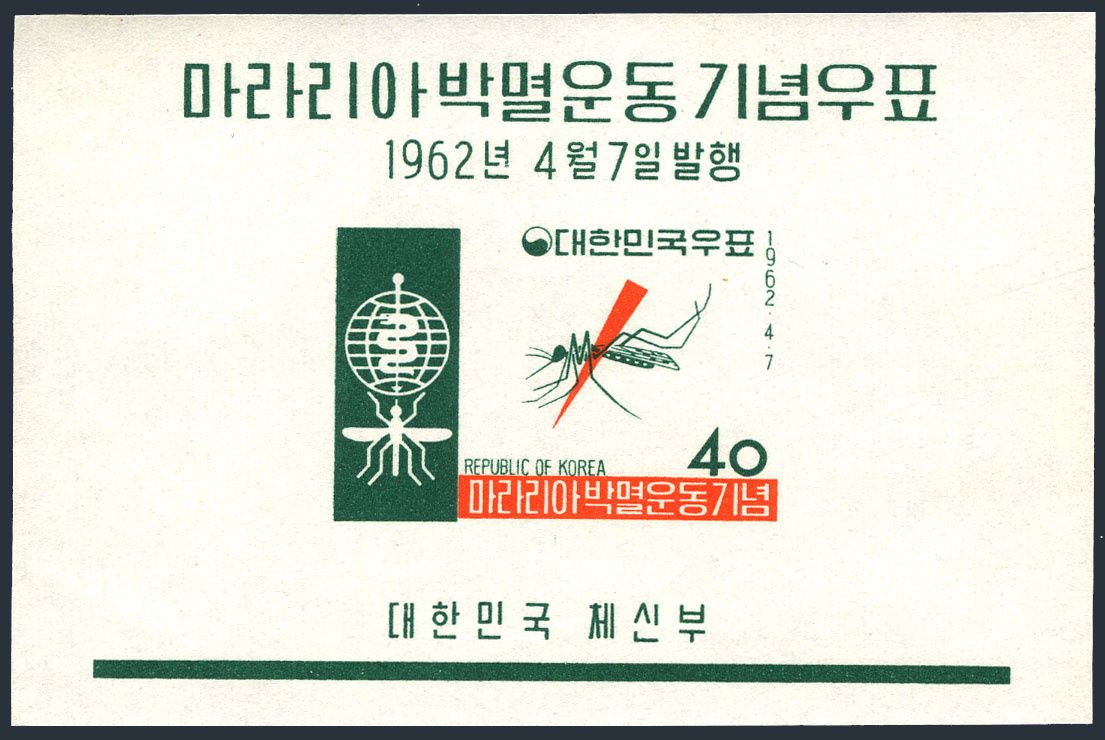 마라리아박멸운동기념우표
1962년 4월7일발행
대한민국우표
1962.4.7
40
REPUBLIC OF KOREA
마라리아박멸운동기념
대한민국 체신부